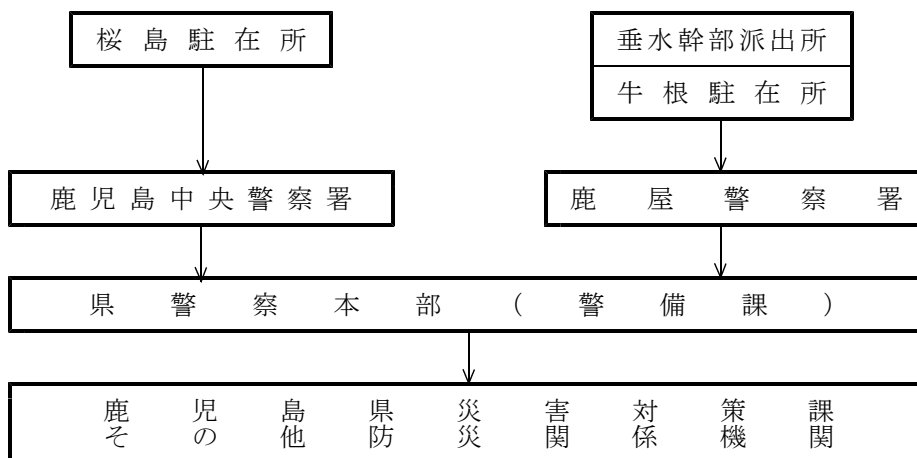 桜島駐在所
垂水幹部派出所
牛根駐在所
鹿児島中央警察署
鹿屋警察署
県警察本部(警備課)
鹿児島県災害対策課
その他防災関係機関